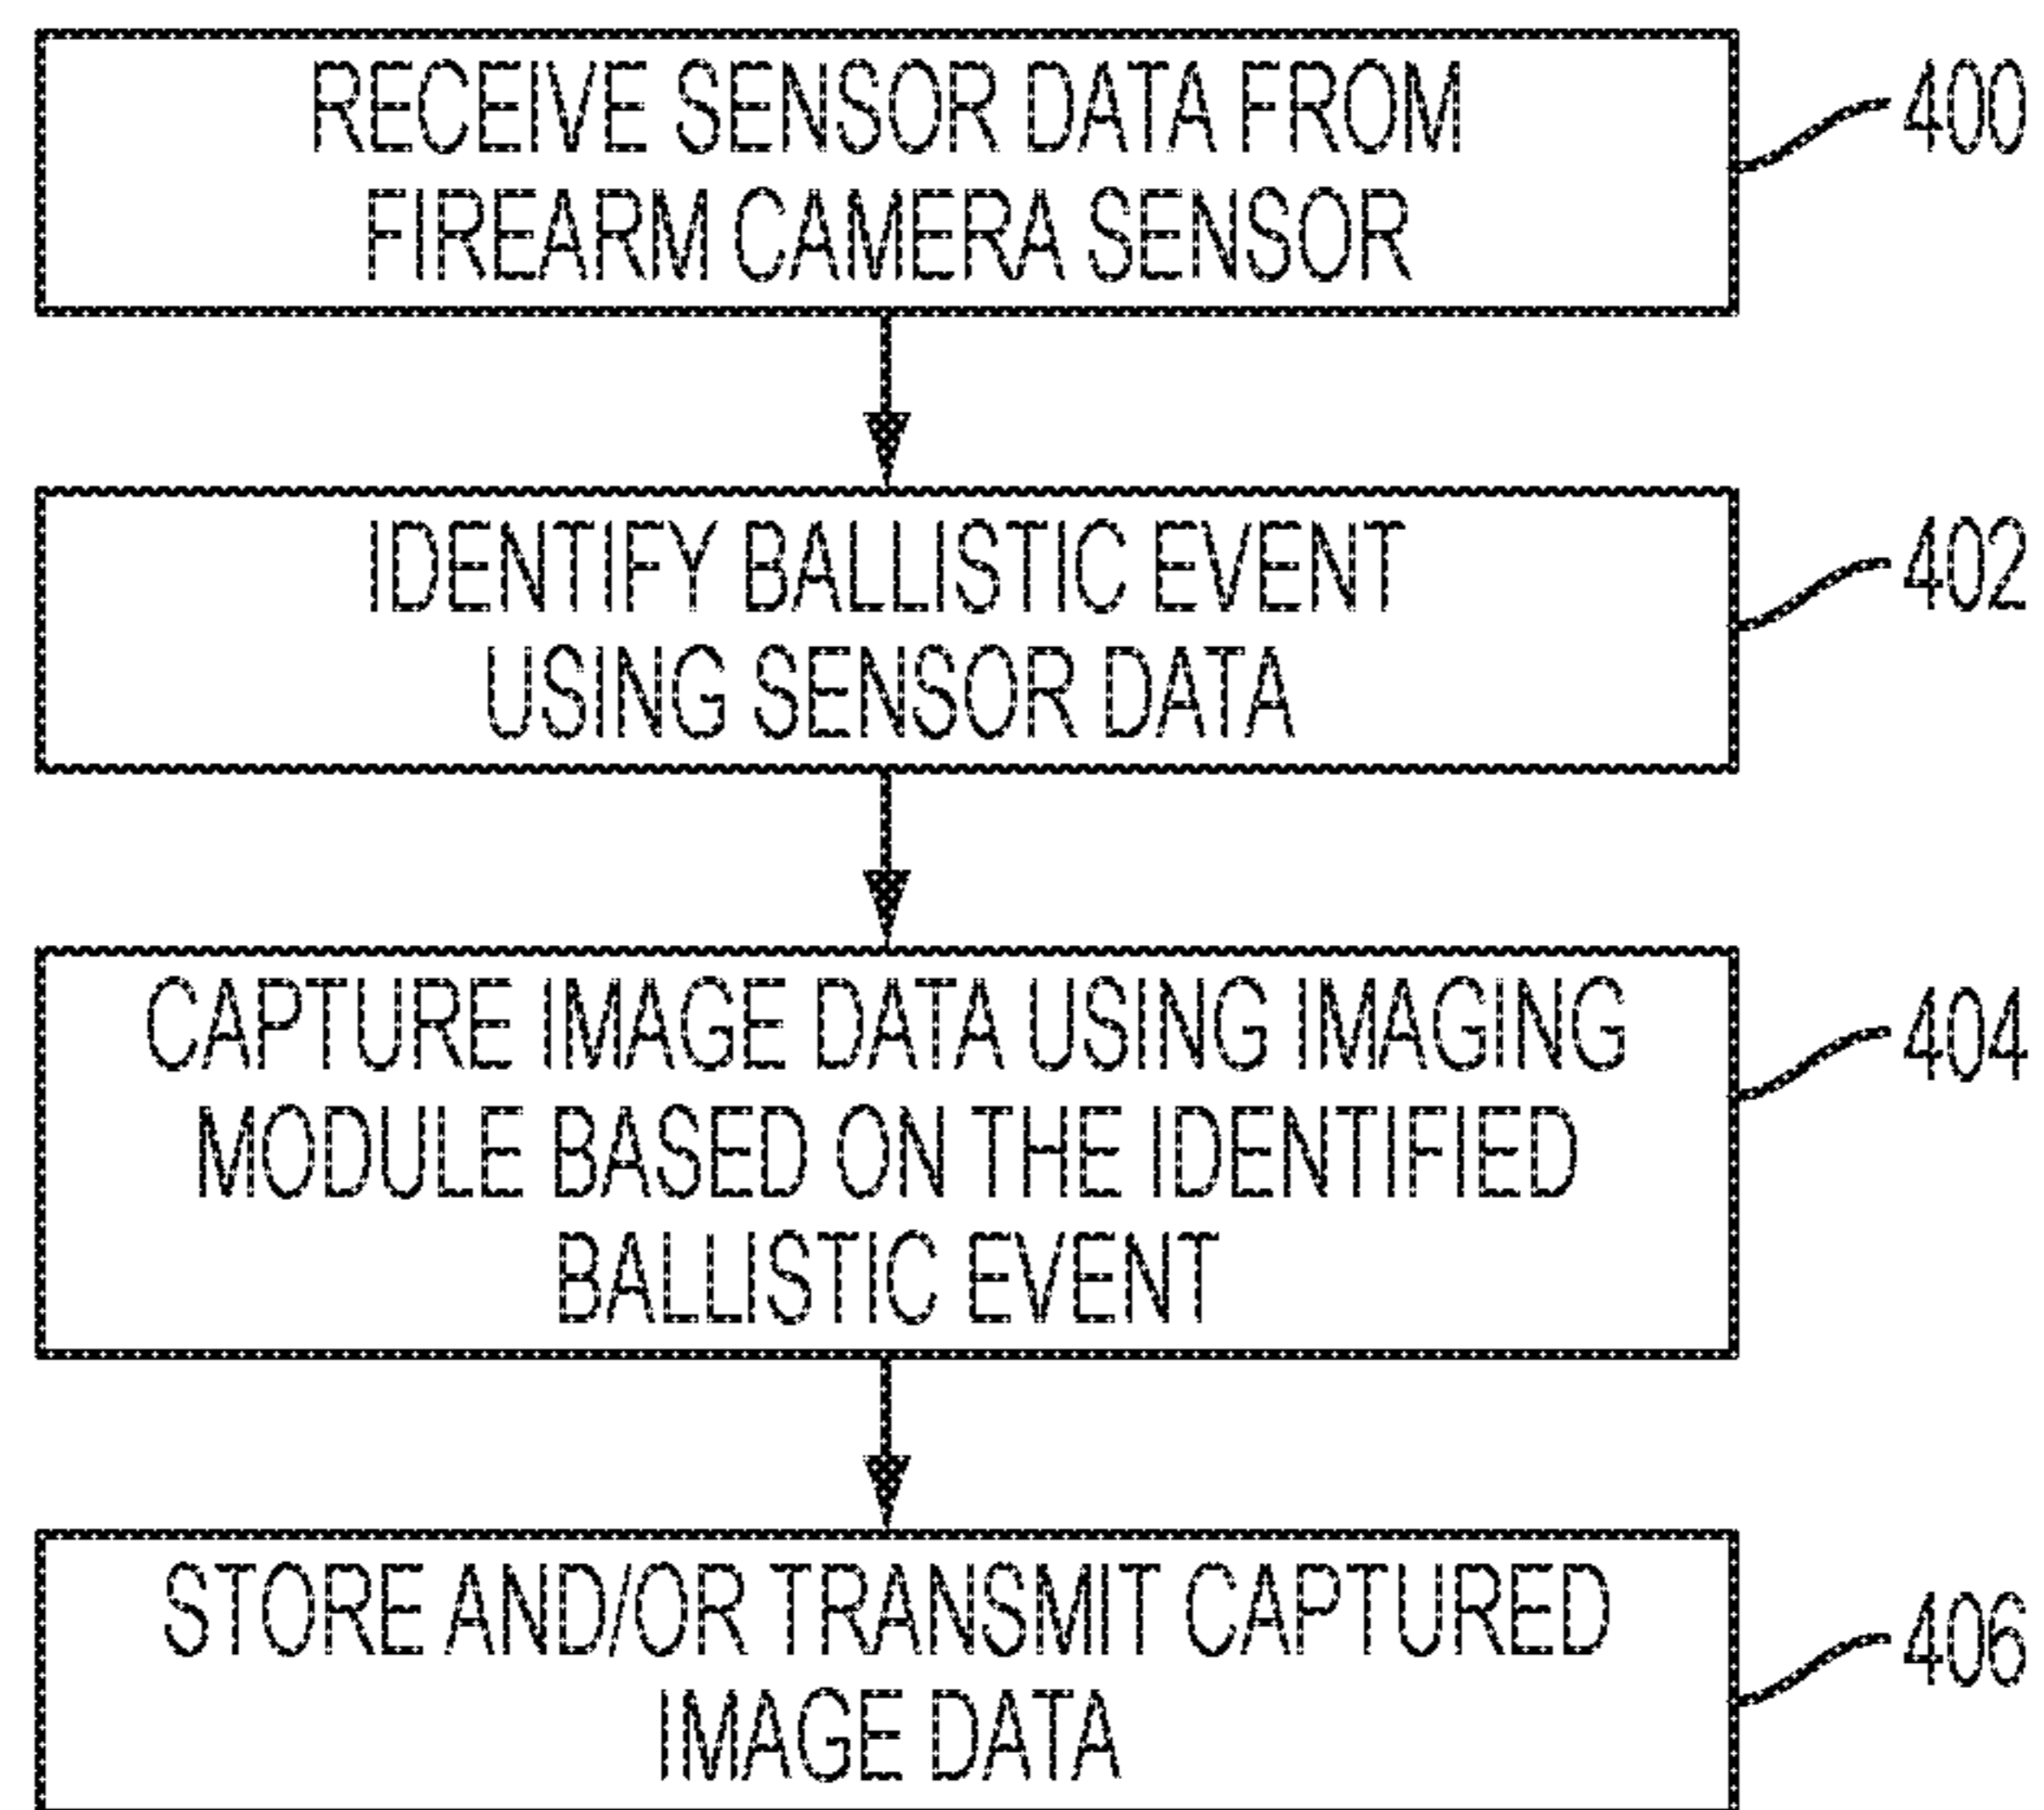 RECEIVE SENSOR DATA FROM
FIREARM CAMERA SENSOR
400
IDENTIFY BALLISTIC EVENT
USING SENSOR DATA
402
CAPTURE IMAGE DATA USING IMAGING
MODULE BASED ON THE IDENTIFIED
BALLISTIC EVENT
404
STORE AND/OR TRANSMIT CAPTURED
IMAGE DATA
406